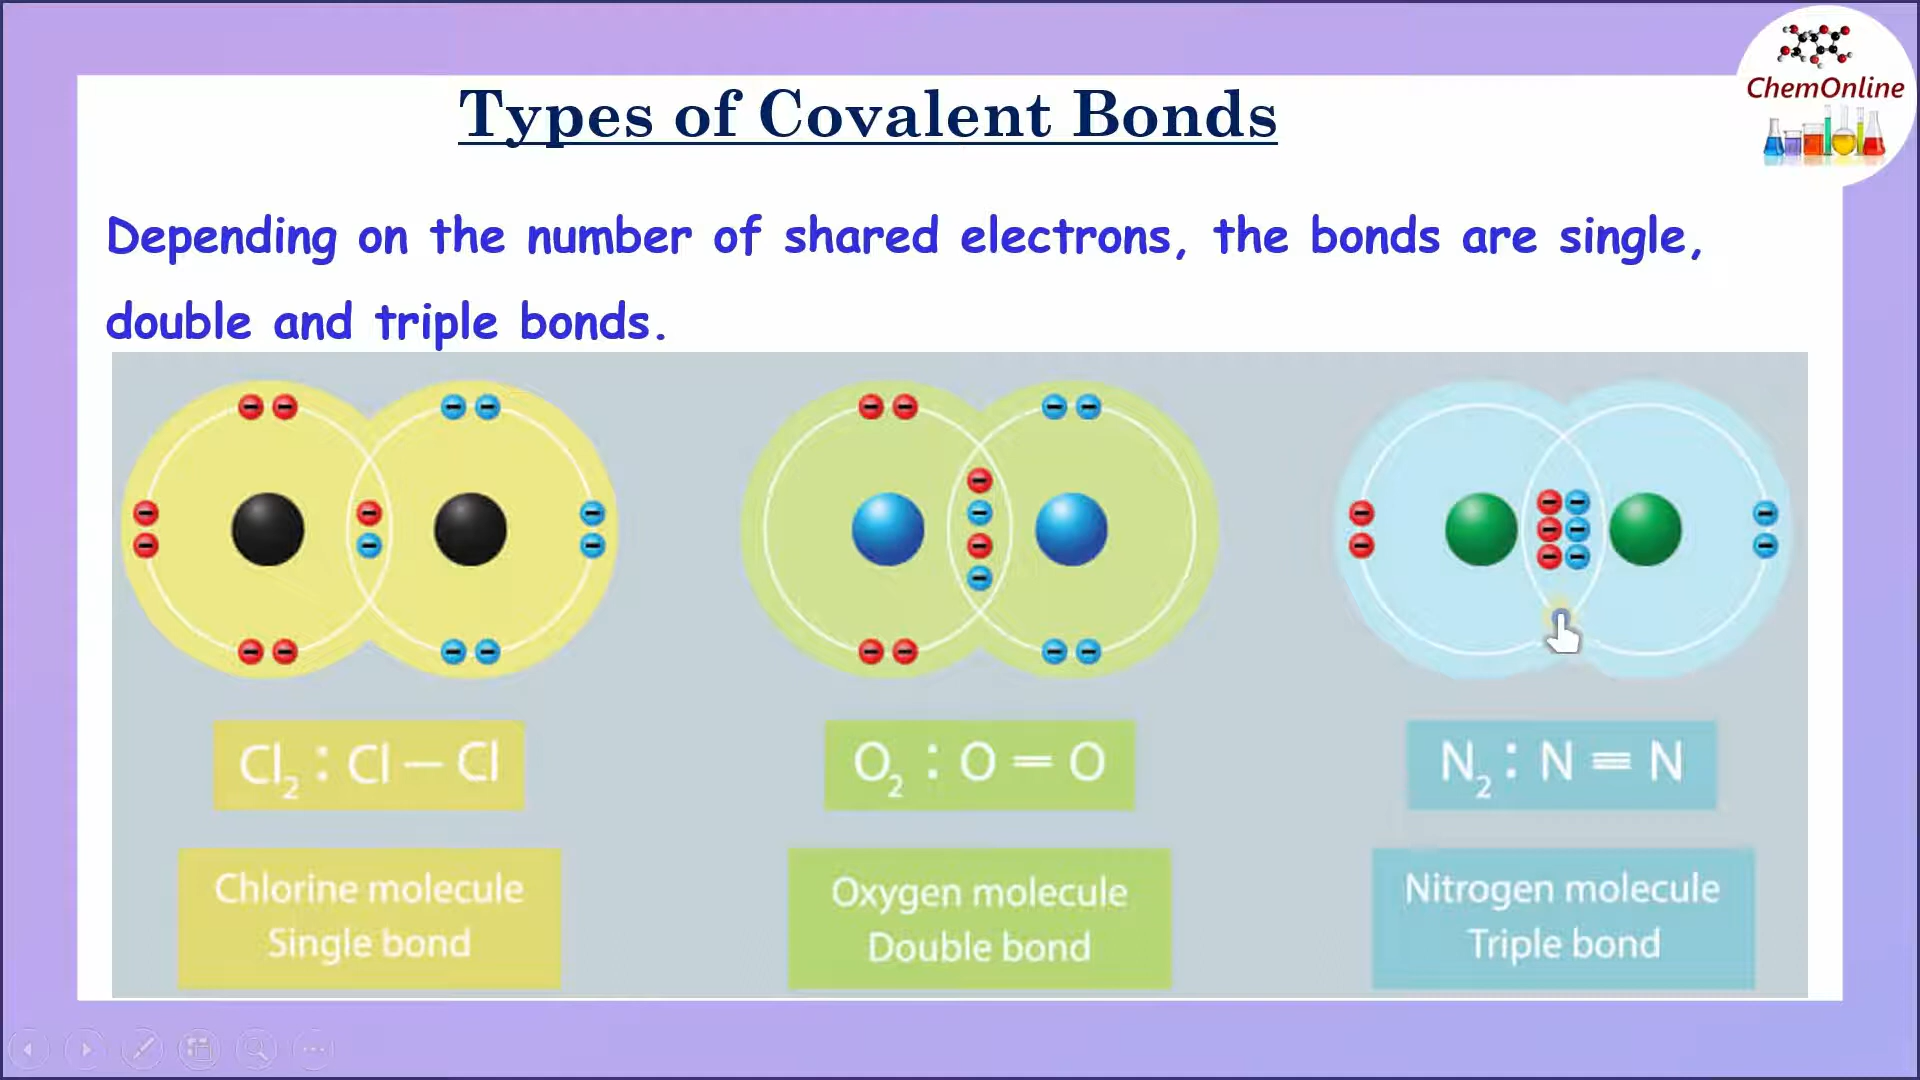 ChemOnline
Types of Covalent Bonds
Depending on the number of shared electrons, the bonds are single,
double and triple bonds.
Cl₂ : Cl — Cl
O₂ : O = O
N₂ : N ≡ N
Chlorine molecule
Single bond
Oxygen molecule
Double bond
Nitrogen molecule
Triple bond